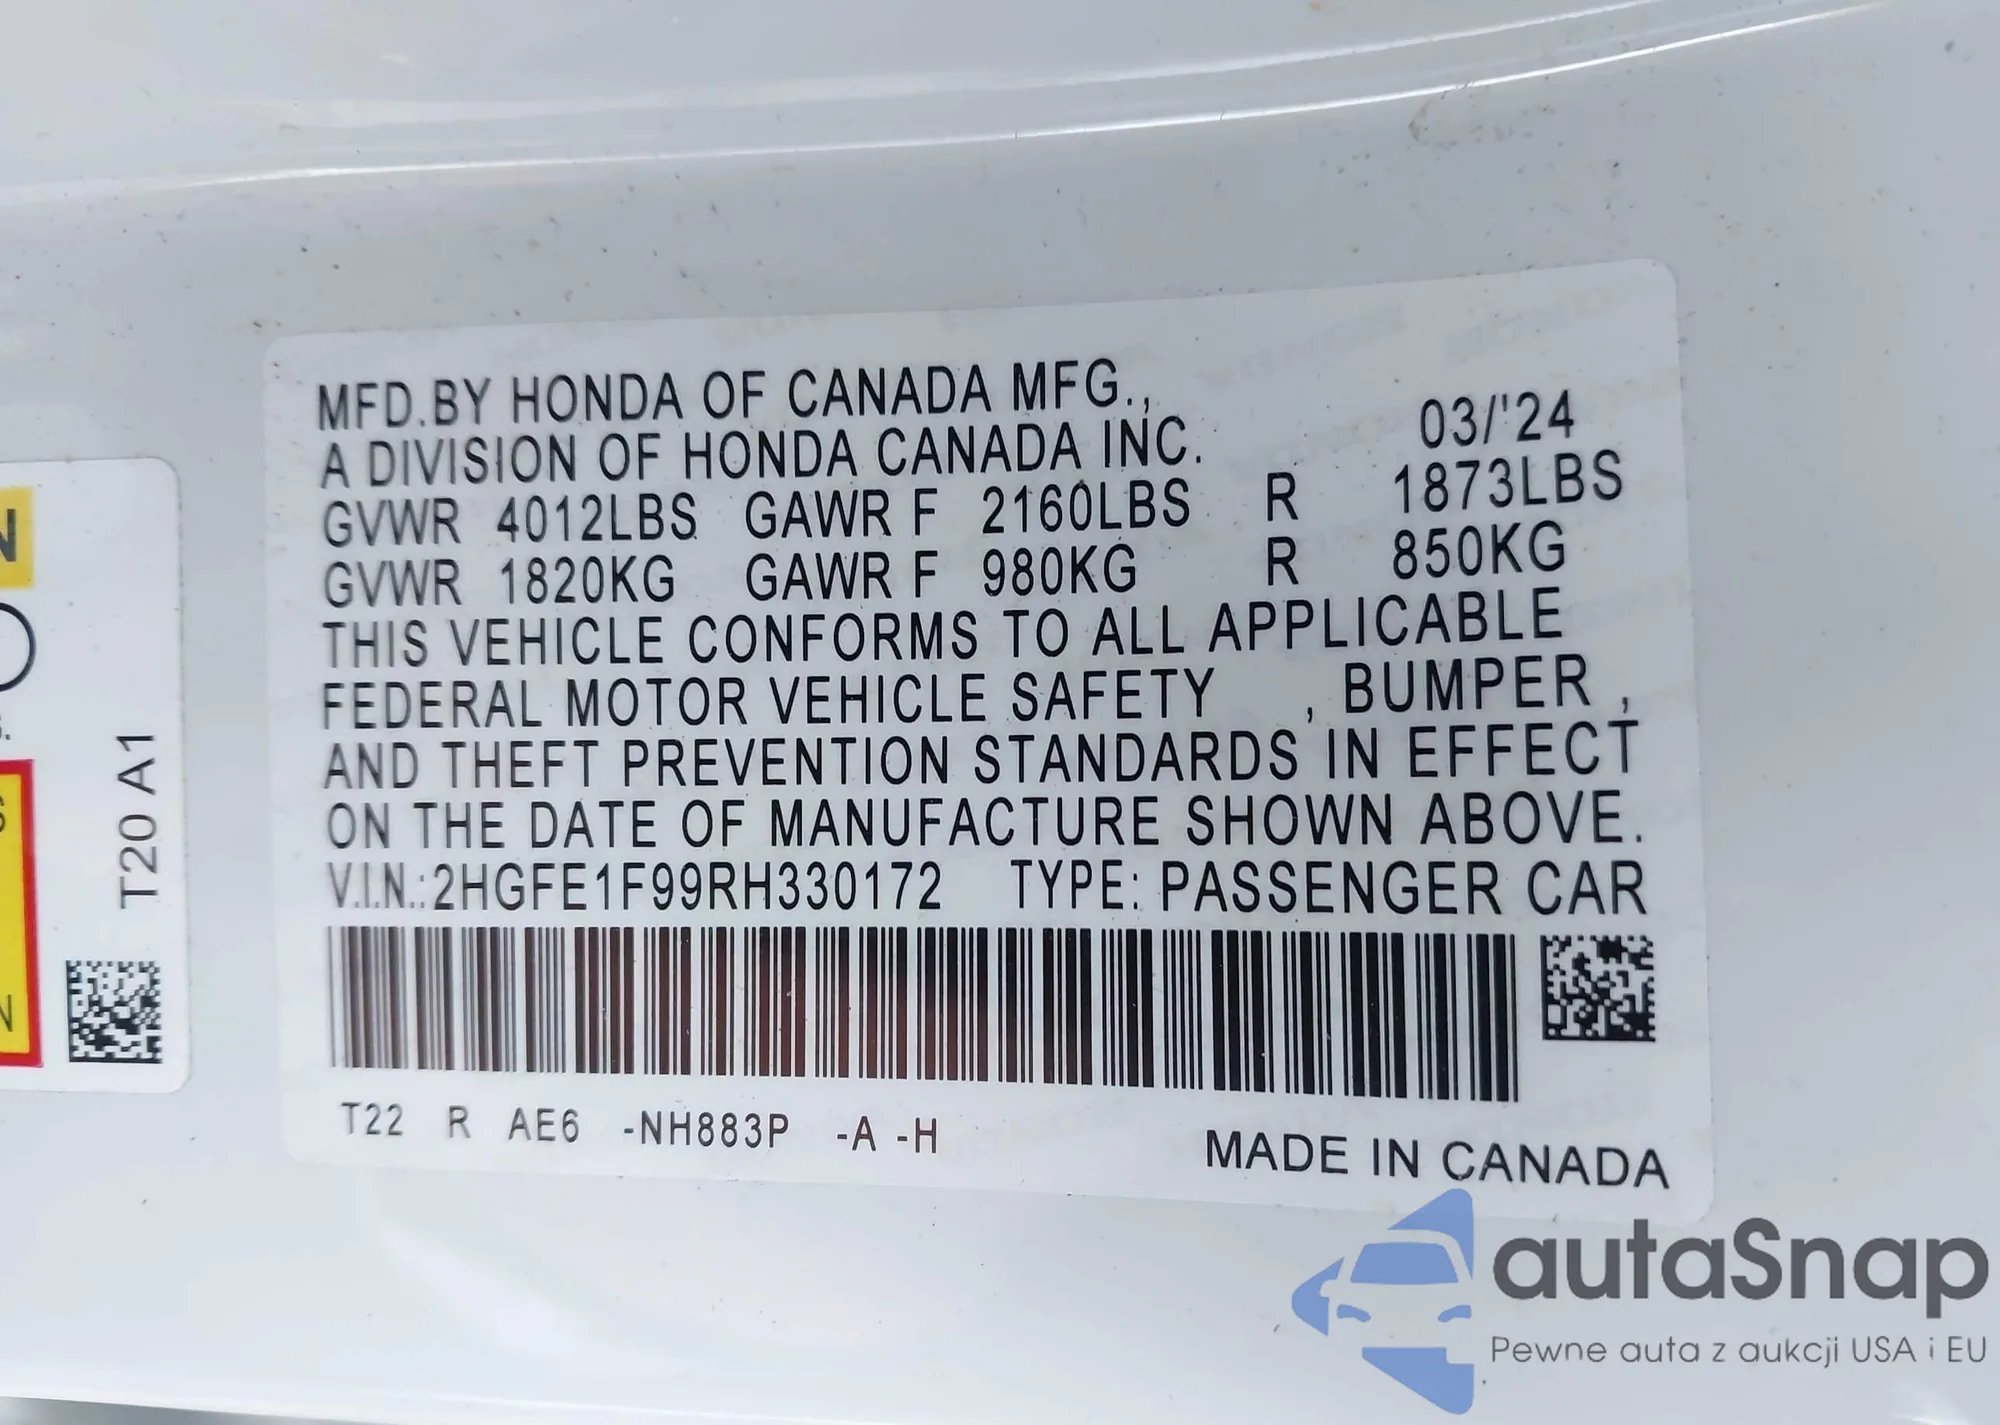 MFD.BY HONDA OF CANADA MFG.,
A DIVISION OF HONDA CANADA INC. 03/'24
GVWR 4012LBS GAWR F 2160LBS R 1873LBS
GVWR 1820KG GAWR F 980KG R 850KG
THIS VEHICLE CONFORMS TO ALL APPLICABLE
FEDERAL MOTOR VEHICLE SAFETY , BUMPER ,
AND THEFT PREVENTION STANDARDS IN EFFECT
ON THE DATE OF MANUFACTURE SHOWN ABOVE.
V.I.N.:2HGFE1F99RH330172 TYPE: PASSENGER CAR
T22 R AE6 -NH883P -A -H
MADE IN CANADA
T20 A1
N
N
autaSnap
Pewne auta z aukcji USA i EU